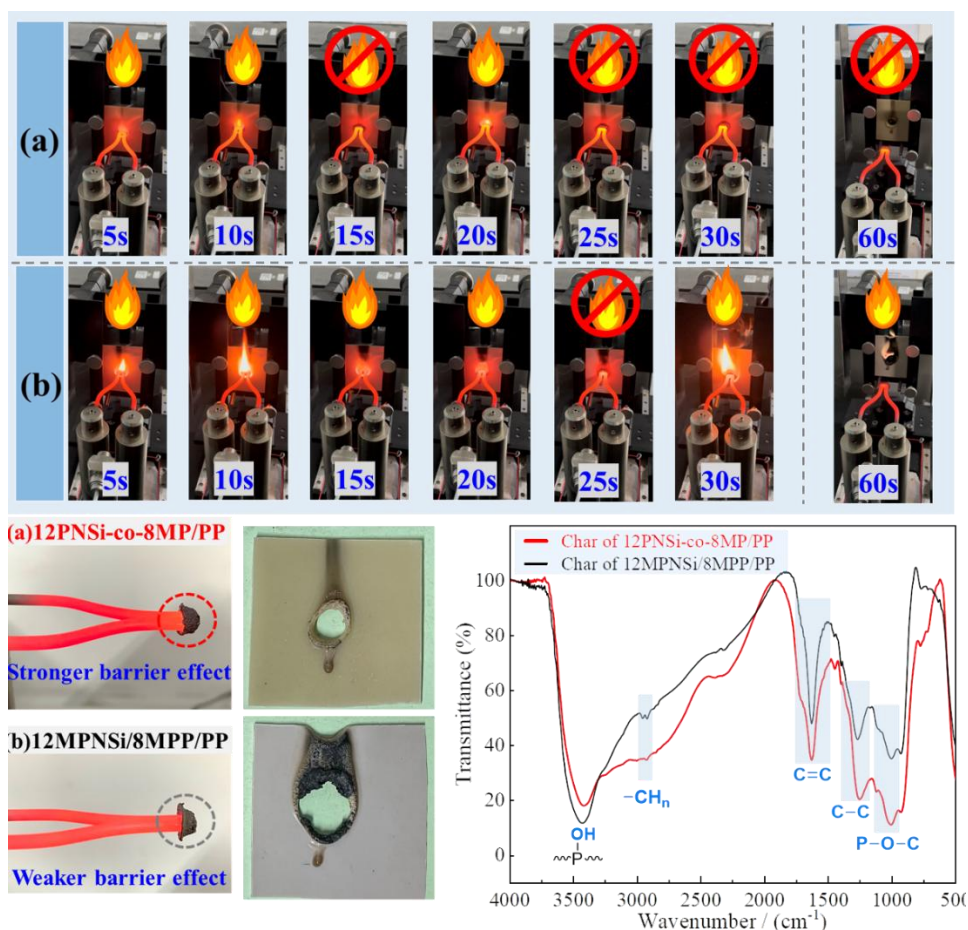 (a)
5s
10s
15s
20s
25s
30s
60s
(b)
5s
10s
15s
20s
25s
30s
60s
(a)12PNSi-co-8MP/PP
Stronger barrier effect
(b)12MPNSi/8MPP/PP
Weaker barrier effect
Char of 12PNSi-co-8MP/PP
Char of 12MPNSi/8MPP/PP
Transmittance (%)
100
80
60
40
20
0
−CHₙ
C=C
C−C
P−O−C
OH
P
4000
3500
3000
2500
2000
1500
1000
500
Wavenumber / (cm⁻¹)